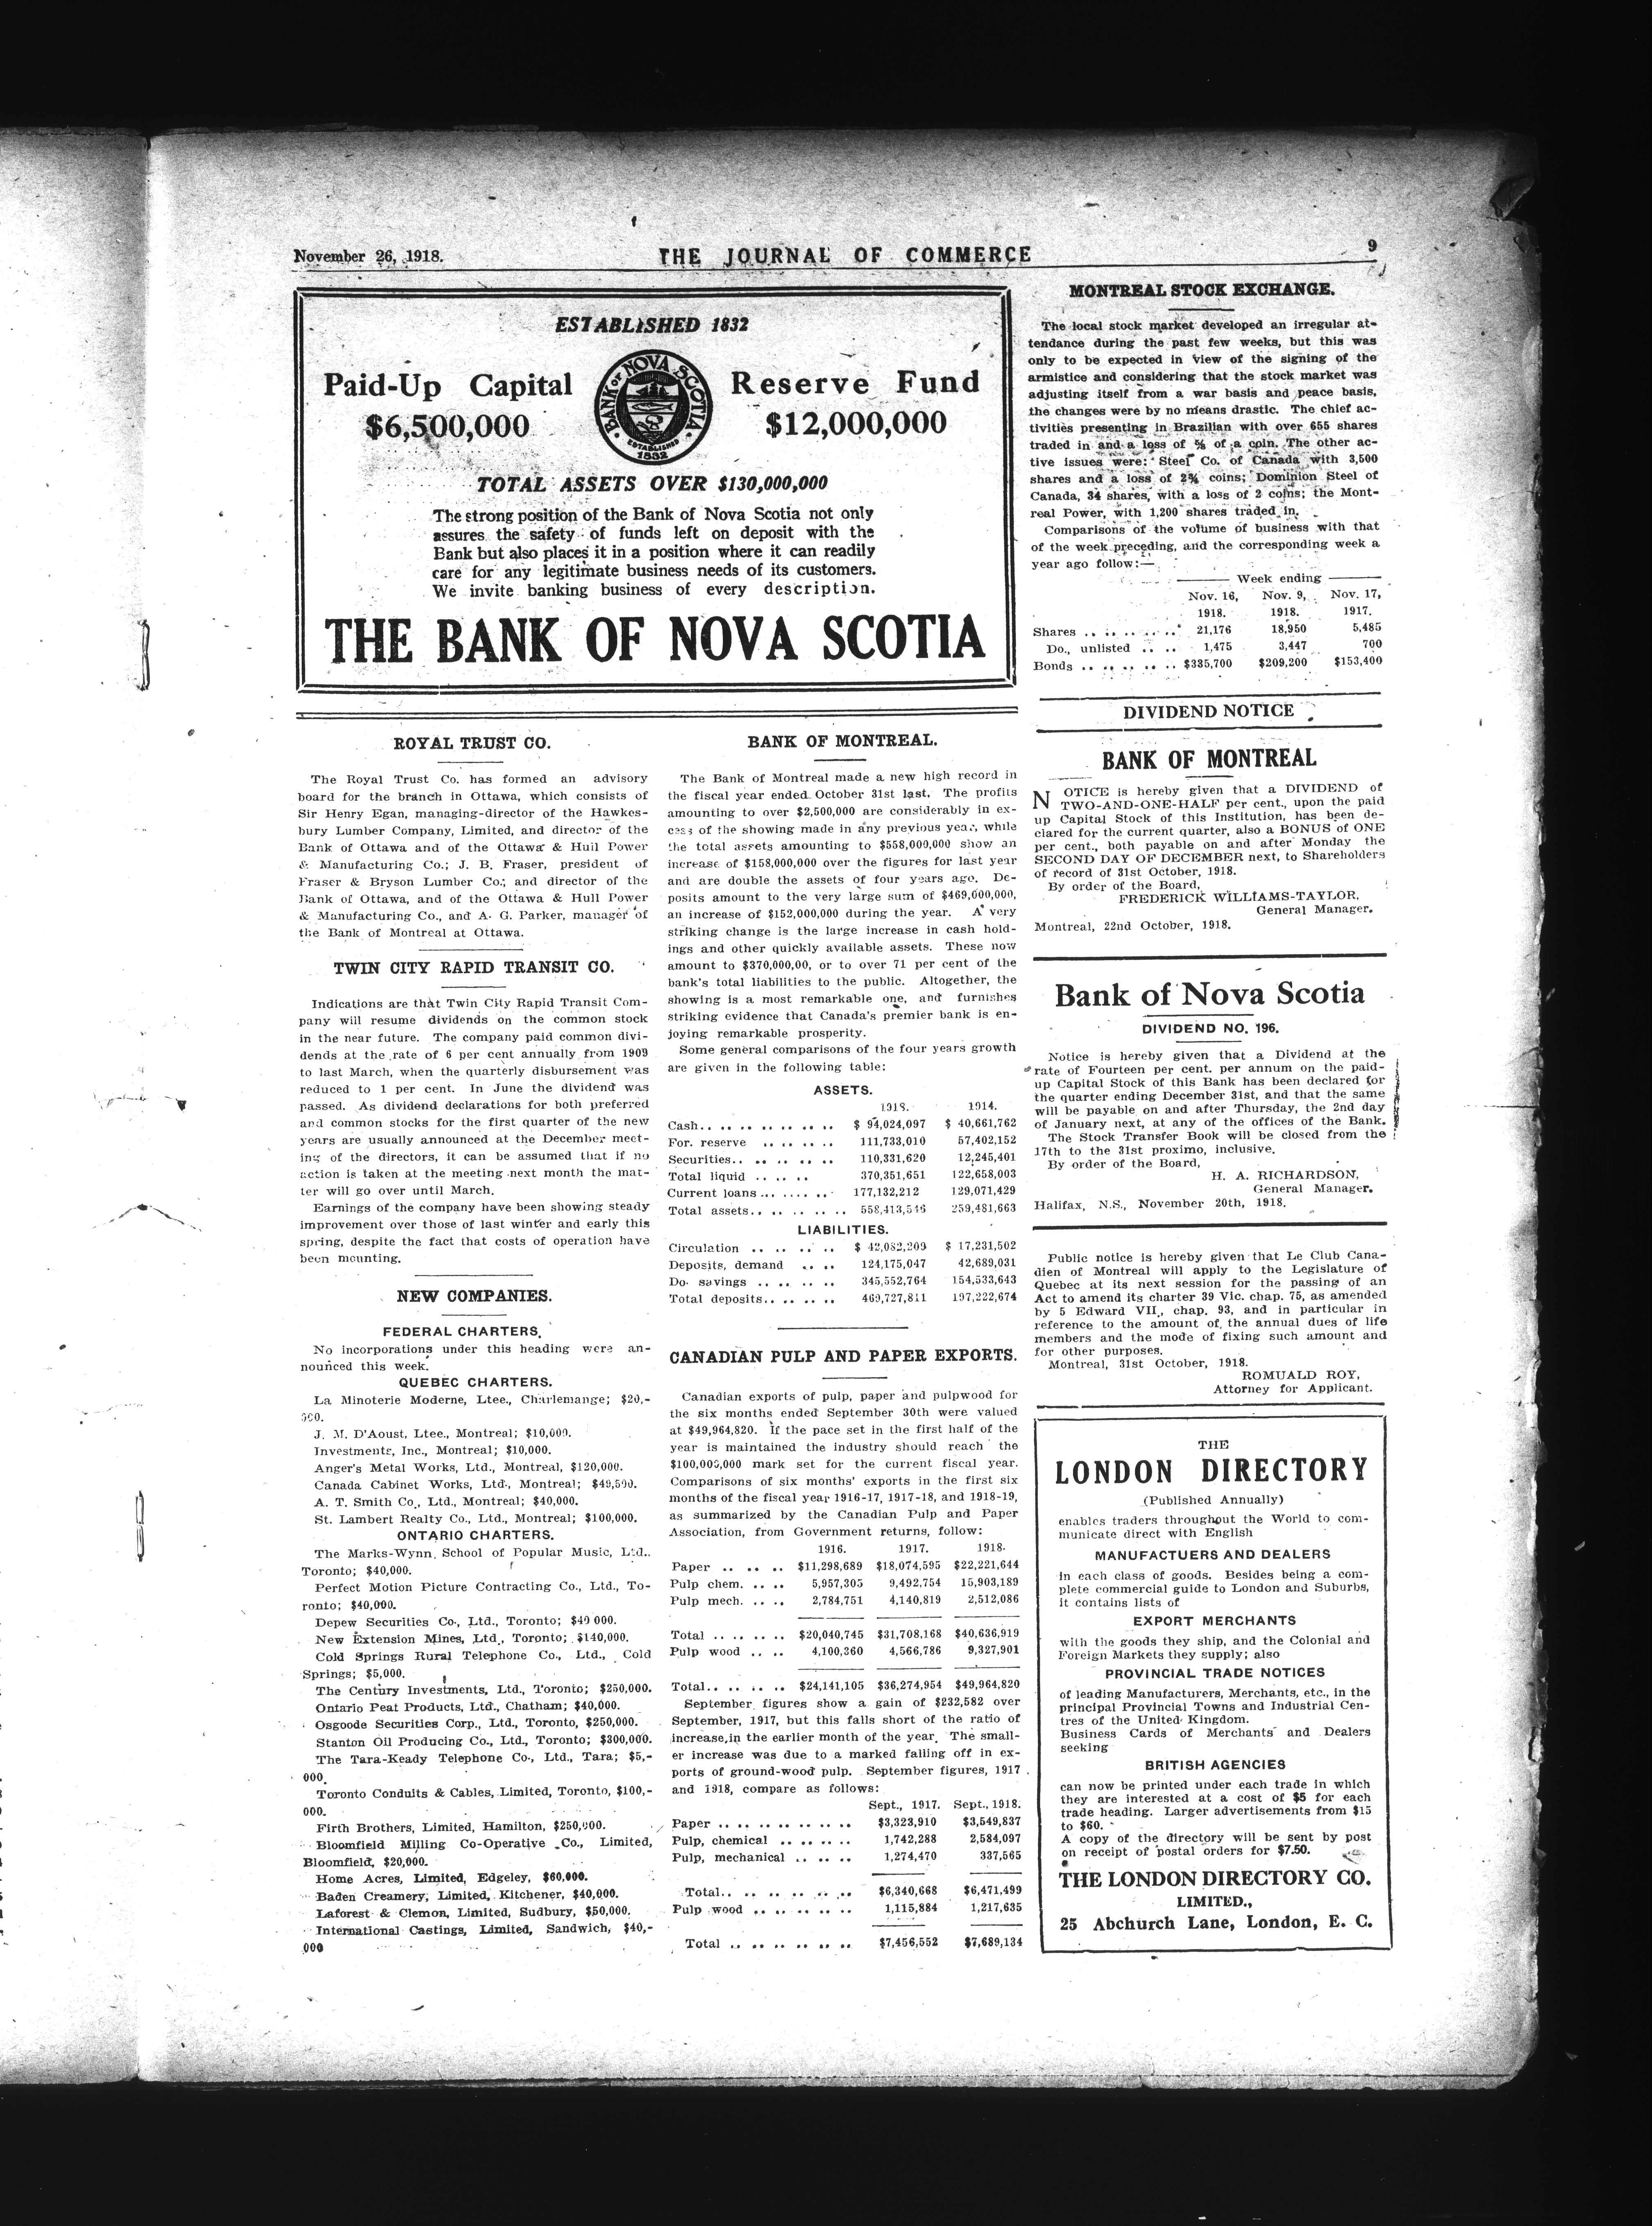 November 26, 1918.
THE JOURNAL OF COMMERCE
9
ESTABLISHED 1832
Paid-Up Capital
$6,500,000
BANK OF NOVA SCOTIA
ESTABLISHED
1832
Reserve Fund
$12,000,000
TOTAL ASSETS OVER $130,000,000
The strong position of the Bank of Nova Scotia not only
assures the safety of funds left on deposit with the
Bank but also places it in a position where it can readily
care for any legitimate business needs of its customers.
We invite banking business of every description.
THE BANK OF NOVA SCOTIA
ROYAL TRUST CO.
The Royal Trust Co. has formed an advisory
board for the branch in Ottawa, which consists of
Sir Henry Egan, managing-director of the Hawkes-
bury Lumber Company, Limited, and director of the
Bank of Ottawa and of the Ottawa & Hull Power
& Manufacturing Co.; J. B. Fraser, president of
Fraser & Bryson Lumber Co.; and director of the
Bank of Ottawa, and of the Ottawa & Hull Power
& Manufacturing Co., and A. G. Parker, manager of
the Bank of Montreal at Ottawa.
TWIN CITY RAPID TRANSIT CO.
Indications are that Twin City Rapid Transit Com-
pany will resume dividends on the common stock
in the near future. The company paid common divi-
dends at the rate of 6 per cent annually from 1909
to last March, when the quarterly disbursement was
reduced to 1 per cent. In June the dividend was
passed. As dividend declarations for both preferred
and common stocks for the first quarter of the new
years are usually announced at the December meet-
ing of the directors, it can be assumed that if no
action is taken at the meeting next month the mat-
ter will go over until March.
Earnings of the company have been showing steady
improvement over those of last winter and early this
spring, despite the fact that costs of operation have
been mounting.
NEW COMPANIES.
FEDERAL CHARTERS.
No incorporations under this heading were an-
nounced this week.
QUEBEC CHARTERS.
La Minoterie Moderne, Ltee., Charlemange; $20,-
000.
J. M. D'Aoust, Ltee., Montreal; $10,000.
Investments, Inc., Montreal; $10,000.
Anger's Metal Works, Ltd., Montreal, $120,000.
Canada Cabinet Works, Ltd., Montreal; $49,500.
A. T. Smith Co., Ltd., Montreal; $40,000.
St. Lambert Realty Co., Ltd., Montreal; $100,000.
ONTARIO CHARTERS.
The Marks-Wynn School of Popular Music, Ltd.,
Toronto; $40,000.
Perfect Motion Picture Contracting Co., Ltd., To-
ronto; $40,000.
Depew Securities Co., Ltd., Toronto; $40 000.
New Extension Mines, Ltd., Toronto; $140,000.
Cold Springs Rural Telephone Co., Ltd., Cold
Springs; $5,000.
The Century Investments, Ltd., Toronto; $250,000.
Ontario Peat Products, Ltd., Chatham; $40,000.
Osgoode Securities Corp., Ltd., Toronto, $250,000.
Stanton Oil Producing Co., Ltd., Toronto; $300,000.
The Tara-Keady Telephone Co., Ltd., Tara; $5,-
000.
Toronto Conduits & Cables, Limited, Toronto, $100,-
000.
Firth Brothers, Limited, Hamilton, $250,000.
Bloomfield Milling Co-Operative Co., Limited,
Bloomfield, $20,000.
Home Acres, Limited, Edgeley, $60,000.
Baden Creamery, Limited, Kitchener, $40,000.
Laforest & Clemon, Limited, Sudbury, $50,000.
International Castings, Limited, Sandwich, $40,-
000
BANK OF MONTREAL.
The Bank of Montreal made a new high record in
the fiscal year ended October 31st last. The profits
amounting to over $2,500,000 are considerably in ex-
cess of the showing made in any previous year, while
the total assets amounting to $558,000,000 show an
increase of $158,000,000 over the figures for last year
and are double the assets of four years ago. De-
posits amount to the very large sum of $469,000,000,
an increase of $152,000,000 during the year. A very
striking change is the large increase in cash hold-
ings and other quickly available assets. These now
amount to $370,000,00, or to over 71 per cent of the
bank's total liabilities to the public. Altogether, the
showing is a most remarkable one, and furnishes
striking evidence that Canada's premier bank is en-
joying remarkable prosperity.
Some general comparisons of the four years growth
are given in the following table:
ASSETS.
1918. 1914.
Cash.. .. .. .. .. .. .. $ 94,024,097 $ 40,661,762
For. reserve .. .. .. .. 111,733,010 57,402,152
Securities.. .. .. .. .. 110,331,620 12,245,401
Total liquid .. .. .. 370,351,651 122,658,003
Current loans .. .. .. .. 177,132,212 129,071,429
Total assets.. .. .. .. .. 558,413,546 259,481,663
LIABILITIES.
Circulation .. .. .. .. $ 42,082,209 $ 17,231,502
Deposits, demand .. .. 124,175,047 42,689,031
Do. savings .. .. .. .. 345,552,764 154,533,643
Total deposits.. .. .. .. 469,727,811 197,222,674
CANADIAN PULP AND PAPER EXPORTS.
Canadian exports of pulp, paper and pulpwood for
the six months ended September 30th were valued
at $49,964,820. If the pace set in the first half of the
year is maintained the industry should reach the
$100,000,000 mark set for the current fiscal year.
Comparisons of six months' exports in the first six
months of the fiscal year 1916-17, 1917-18, and 1918-19,
as summarized by the Canadian Pulp and Paper
Association, from Government returns, follow:
1916. 1917. 1918.
Paper .. .. .. .. $11,298,689 $18,074,595 $22,221,644
Pulp chem. .. .. 5,957,305 9,492,754 15,903,189
Pulp mech. .. .. 2,784,751 4,140,819 2,512,086
Total .. .. .. .. $20,040,745 $31,708,168 $40,636,919
Pulp wood .. .. 4,100,360 4,566,786 9,327,901
Total.. .. .. .. $24,141,105 $36,274,954 $49,964,820
September figures show a gain of $232,582 over
September, 1917, but this falls short of the ratio of
increase in the earlier month of the year. The small-
er increase was due to a marked falling off in ex-
ports of ground-wood pulp. September figures, 1917
and 1918, compare as follows:
Sept., 1917. Sept., 1918.
Paper .. .. .. .. .. .. .. $3,323,910 $3,549,837
Pulp, chemical .. .. .. .. 1,742,288 2,584,097
Pulp, mechanical .. .. .. 1,274,470 337,565
Total.. .. .. .. .. .. .. $6,340,668 $6,471,499
Pulp wood .. .. .. .. .. 1,115,884 1,217,635
Total .. .. .. .. .. .. $7,456,552 $7,689,134
MONTREAL STOCK EXCHANGE.
The local stock market developed an irregular at-
tendance during the past few weeks, but this was
only to be expected in view of the signing of the
armistice and considering that the stock market was
adjusting itself from a war basis and peace basis,
the changes were by no means drastic. The chief ac-
tivities presenting in Brazilian with over 655 shares
traded in and a loss of ⅝ of a coin. The other ac-
tive issues were: Steel Co. of Canada with 3,500
shares and a loss of 2¾ coins; Dominion Steel of
Canada, 34 shares, with a loss of 2 coins; the Mont-
real Power, with 1,200 shares traded in.
Comparisons of the volume of business with that
of the week preceding, and the corresponding week a
year ago follow:—
Week ending
Nov. 16, Nov. 9, Nov. 17,
1918. 1918. 1917.
Shares .. .. .. .. .. 21,176 18,950 5,485
Do., unlisted .. .. 1,475 3,447 700
Bonds .. .. .. .. .. $335,700 $209,200 $153,400
DIVIDEND NOTICE
BANK OF MONTREAL
NOTICE is hereby given that a DIVIDEND of
TWO-AND-ONE-HALF per cent., upon the paid
up Capital Stock of this Institution, has been de-
clared for the current quarter, also a BONUS of ONE
per cent., both payable on and after Monday the
SECOND DAY OF DECEMBER next, to Shareholders
of record of 31st October, 1918.
By order of the Board,
FREDERICK WILLIAMS-TAYLOR,
General Manager.
Montreal, 22nd October, 1918.
Bank of Nova Scotia
DIVIDEND NO. 196.
Notice is hereby given that a Dividend at the
rate of Fourteen per cent. per annum on the paid-
up Capital Stock of this Bank has been declared for
the quarter ending December 31st, and that the same
will be payable on and after Thursday, the 2nd day
of January next, at any of the offices of the Bank.
The Stock Transfer Book will be closed from the
17th to the 31st proximo, inclusive.
By order of the Board,
H. A. RICHARDSON,
General Manager.
Halifax, N.S., November 20th, 1918.
Public notice is hereby given that Le Club Cana-
dien of Montreal will apply to the Legislature of
Quebec at its next session for the passing of an
Act to amend its charter 39 Vic. chap. 75, as amended
by 5 Edward VII., chap. 93, and in particular in
reference to the amount of, the annual dues of life
members and the mode of fixing such amount and
for other purposes.
Montreal, 31st October, 1918.
ROMUALD ROY,
Attorney for Applicant.
THE
LONDON DIRECTORY
(Published Annually)
enables traders throughout the World to com-
municate direct with English
MANUFACTUERS AND DEALERS
in each class of goods. Besides being a com-
plete commercial guide to London and Suburbs,
it contains lists of
EXPORT MERCHANTS
with the goods they ship, and the Colonial and
Foreign Markets they supply; also
PROVINCIAL TRADE NOTICES
of leading Manufacturers, Merchants, etc., in the
principal Provincial Towns and Industrial Cen-
tres of the United Kingdom.
Business Cards of Merchants and Dealers
seeking
BRITISH AGENCIES
can now be printed under each trade in which
they are interested at a cost of $5 for each
trade heading. Larger advertisements from $15
to $60.
A copy of the directory will be sent by post
on receipt of postal orders for $7.50.
THE LONDON DIRECTORY CO.
LIMITED.,
25 Abchurch Lane, London, E. C.